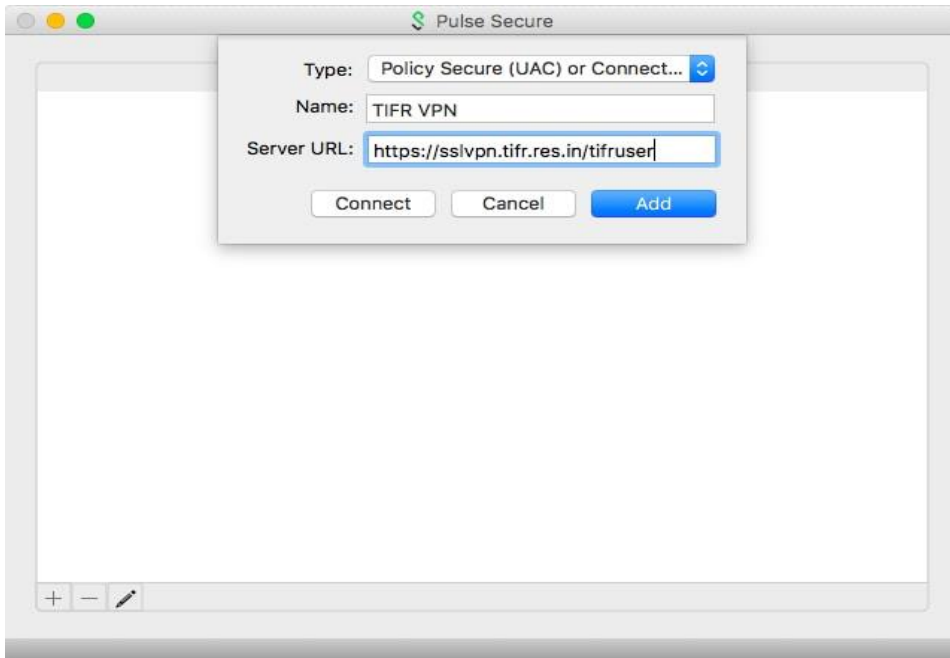 Pulse Secure
Type: Policy Secure (UAC) or Connect...
Name: TIFR VPN
Server URL: https://sslvpn.tifr.res.in/tifruser
Connect Cancel Add